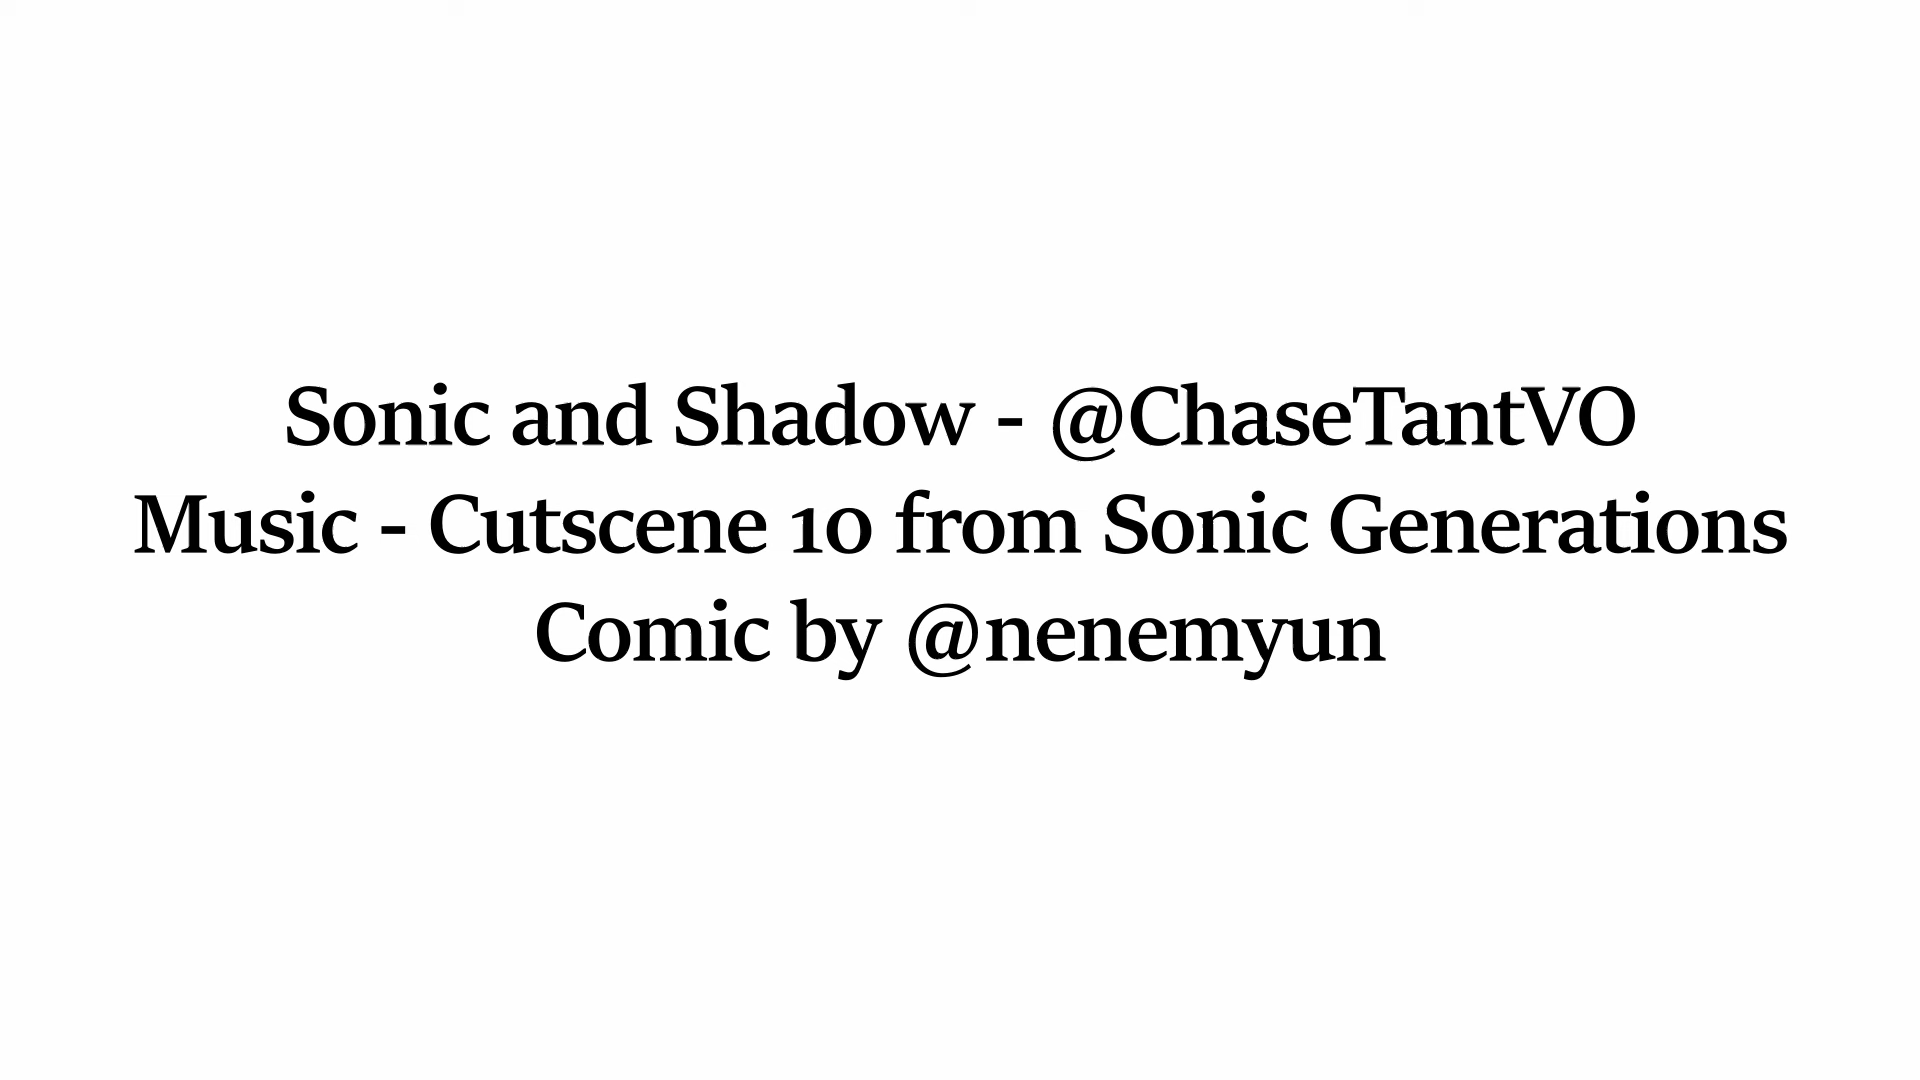 Sonic and Shadow - @ChaseTantVO
Music - Cutscene 10 from Sonic Generations
Comic by @nenemyun